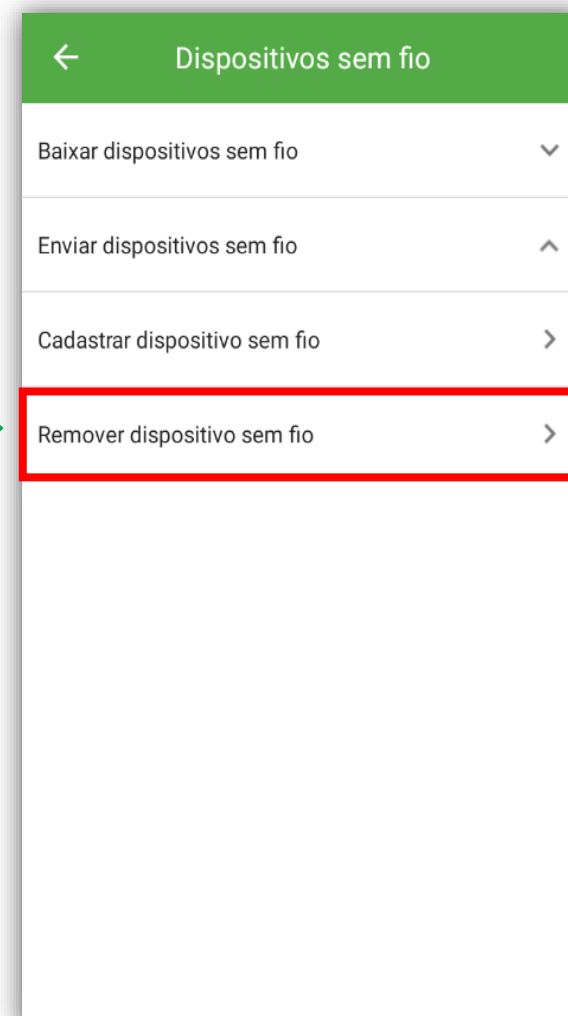 Dispositivos sem fio
Baixar dispositivos sem fio
Enviar dispositivos sem fio
Cadastrar dispositivo sem fio
Remover dispositivo sem fio